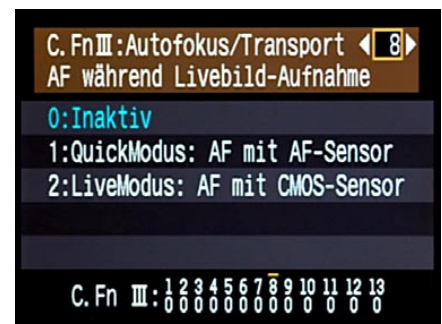 C.FnⅢ:Autofokus/Transport 8
AF während Livebild-Aufnahme
0:Inaktiv
1:QuickModus: AF mit AF-Sensor
2:LiveModus: AF mit CMOS-Sensor
1 2 3 4 5 6 7 8 9 10 11 12 13
C.Fn Ⅲ:0 0 0 0 0 0 0 0 0 0 0 0 0